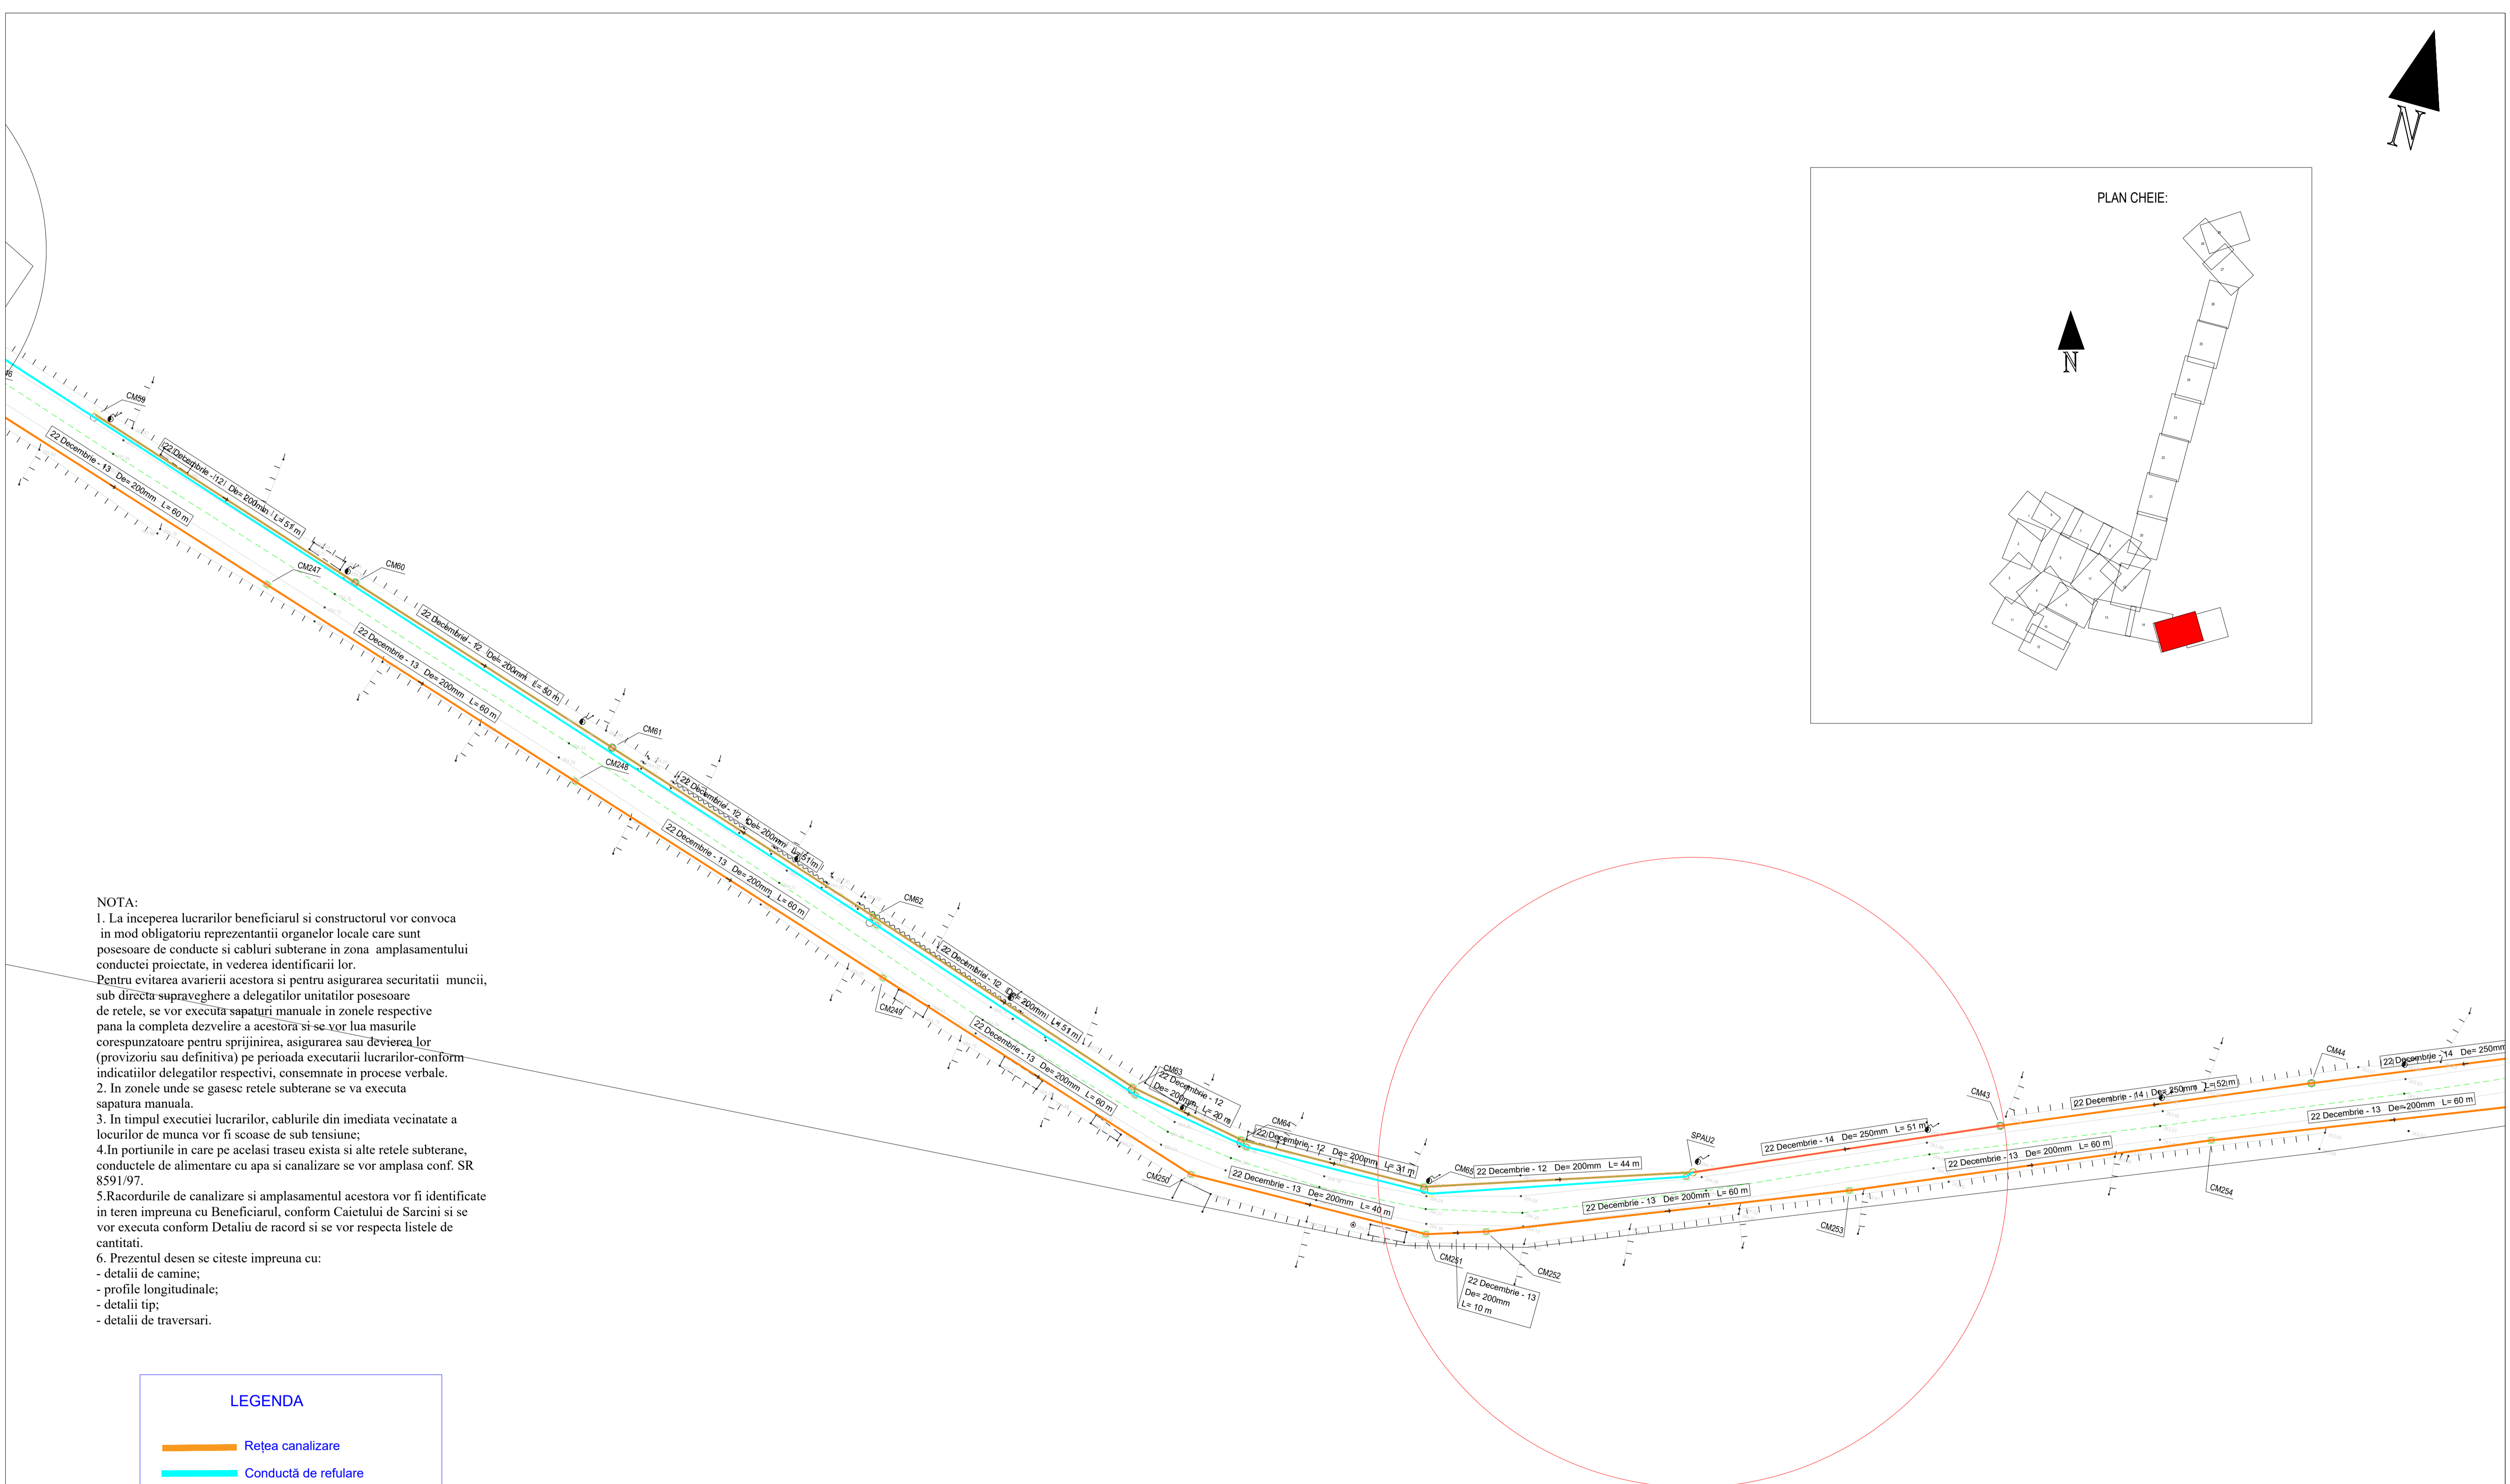 N
PLAN CHEIE:
N
CM59
22 Decembrie - 12 De= 200mm L= 51 m
22 Decembrie - 13 De= 200mm L= 60 m
CM60
CM247
22 Decembrie - 12 De= 200mm L= 50 m
22 Decembrie - 13 De= 200mm L= 60 m
CM61
CM248
22 Decembrie - 12 De= 200mm L= 51 m
22 Decembrie - 13 De= 200mm L= 60 m
CM62
CM249
22 Decembrie - 12 De= 200mm L= 51 m
22 Decembrie - 13 De= 200mm L= 60 m
CM63
22 Decembrie - 12
De= 200mm L= 20 m
CM64
22 Decembrie - 12 De= 200mm L= 31 m
CM250
22 Decembrie - 13 De= 200mm L= 40 m
CM65
22 Decembrie - 12 De= 200mm L= 44 m
SPAU2
CM251
CM252
22 Decembrie - 13
De= 200mm
L= 10 m
22 Decembrie - 13 De= 200mm L= 60 m
22 Decembrie - 14 De= 250mm L= 51 m
CM43
CM253
22 Decembrie - 13 De= 200mm L= 60 m
22 Decembrie - 14 De= 250mm L= 52 m
CM44
CM254
22 Decembrie - 13 De= 200mm L= 60 m
22 Decembrie - 14 De= 250mm
NOTA:
1. La inceperea lucrarilor beneficiarul si constructorul vor convoca
in mod obligatoriu reprezentantii organelor locale care sunt
posesoare de conducte si cabluri subterane in zona amplasamentului
conductei proiectate, in vederea identificarii lor.
Pentru evitarea avarierii acestora si pentru asigurarea securitatii muncii,
sub directa supraveghere a delegatilor unitatilor posesoare
de retele, se vor executa sapaturi manuale in zonele respective
pana la completa dezvelire a acestora si se vor lua masurile
corespunzatoare pentru sprijinirea, asigurarea sau devierea lor
(provizoriu sau definitiva) pe perioada executarii lucrarilor-conform
indicatiilor delegatilor respectivi, consemnate in procese verbale.
2. In zonele unde se gasesc retele subterane se va executa
sapatura manuala.
3. In timpul executiei lucrarilor, cablurile din imediata vecinatate a
locurilor de munca vor fi scoase de sub tensiune;
4.In portiunile in care pe acelasi traseu exista si alte retele subterane,
conductele de alimentare cu apa si canalizare se vor amplasa conf. SR
8591/97.
5.Racordurile de canalizare si amplasamentul acestora vor fi identificate
in teren impreuna cu Beneficiarul, conform Caietului de Sarcini si se
vor executa conform Detaliu de racord si se vor respecta listele de
cantitati.
6. Prezentul desen se citeste impreuna cu:
- detalii de camine;
- profile longitudinale;
- detalii tip;
- detalii de traversari.
LEGENDA
Rețea canalizare
Conductă de refulare